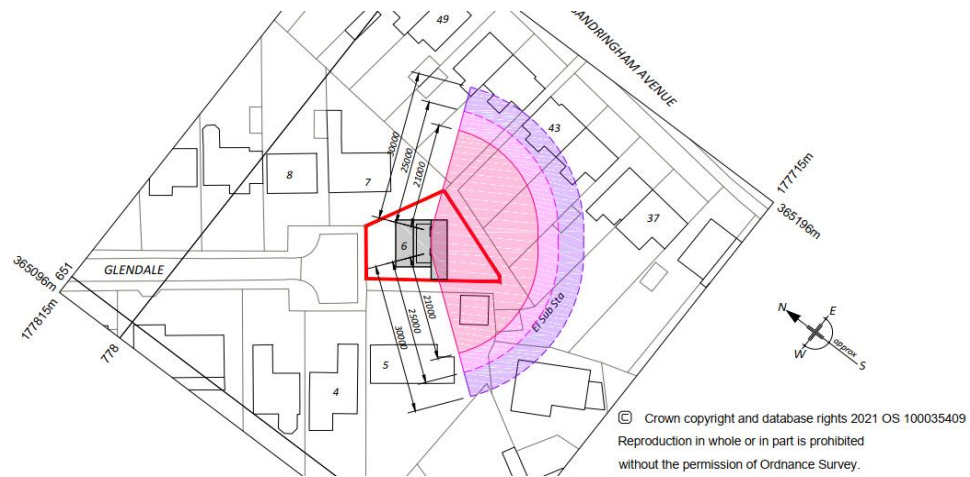 49
SANDRINGHAM AVENUE
43
37
8
7
30000
25000
21000
6
GLENDALE
365096m
651
177815m
778
21000
25000
30000
5
4
El Sub Sta
177715m
365196m
N
E
W
S
approx
© Crown copyright and database rights 2021 OS 100035409
Reproduction in whole or in part is prohibited
without the permission of Ordnance Survey.